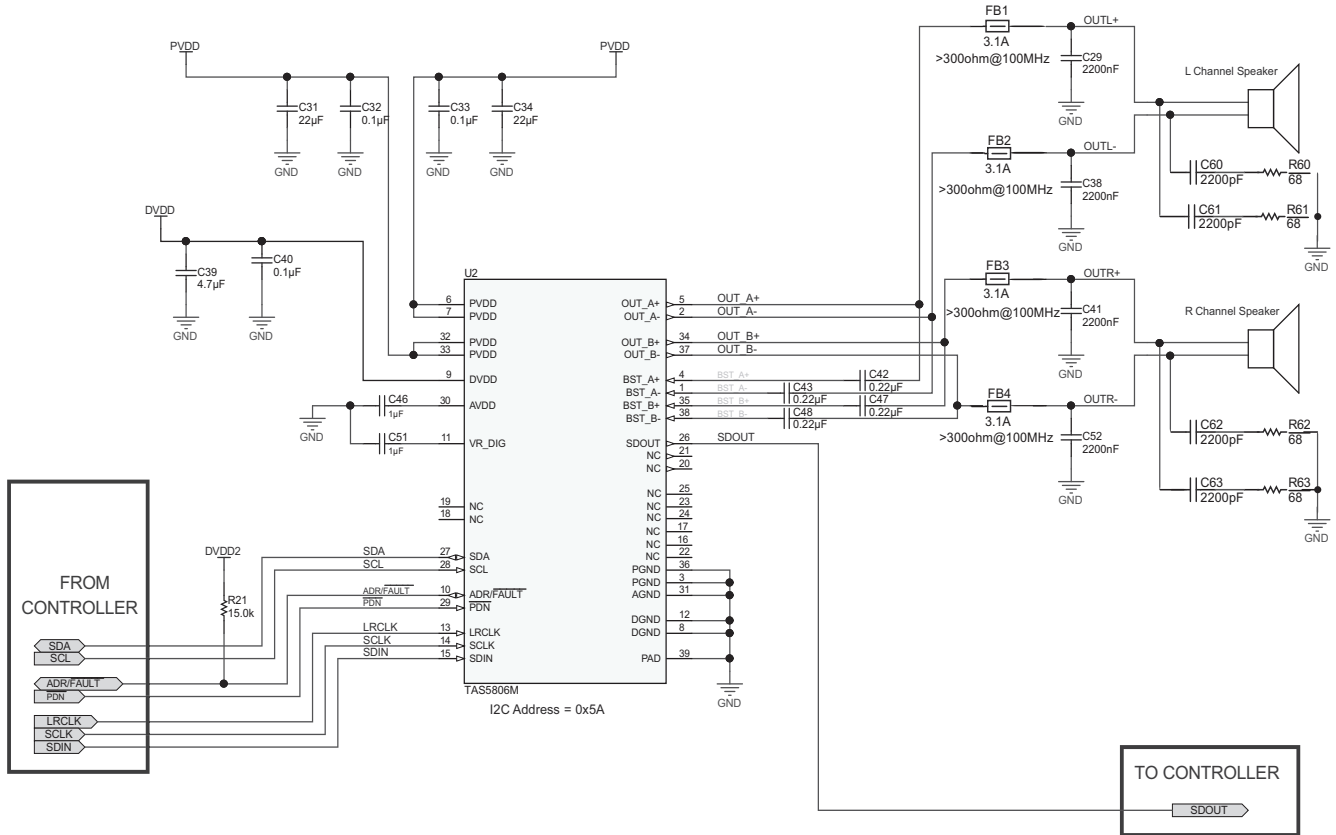 PVDD
C31
22µF
C32
0.1µF
GND
GND
PVDD
C33
0.1µF
C34
22µF
GND
GND
DVDD
C39
4.7µF
C40
0.1µF
GND
GND
C46
1µF
C51
1µF
GND
U2
6 PVDD
7 PVDD
32 PVDD
33 PVDD
9 DVDD
30 AVDD
11 VR_DIG
19 NC
18 NC
SDA 27 SDA
SCL 28 SCL
ADR/FAULT 10 ADR/FAULT
PDN 29 PDN
LRCLK 13 LRCLK
SCLK 14 SCLK
SDIN 15 SDIN
OUT_A+ 5 OUT_A+
OUT_A- 2 OUT_A-
OUT_B+ 34 OUT_B+
OUT_B- 37 OUT_B-
BST_A+ 4 BST_A+
BST_A- 1 BST_A-
BST_B+ 35 BST_B+
BST_B- 38 BST_B-
SDOUT 26 SDOUT
NC 21
NC 20
NC 25
NC 23
NC 24
NC 17
NC 16
NC 22
PGND 36
PGND 3
AGND 31
DGND 12
DGND 8
PAD 39
GND
TAS5806M
I2C Address = 0x5A
C42
0.22µF
C43
0.22µF
C47
0.22µF
C48
0.22µF
FB1
3.1A
>300ohm@100MHz
OUTL+
C29
2200nF
GND
FB2
3.1A
>300ohm@100MHz
OUTL-
C38
2200nF
GND
L Channel Speaker
C60
2200pF
R60
68
C61
2200pF
R61
68
GND
FB3
3.1A
>300ohm@100MHz
OUTR+
C41
2200nF
GND
FB4
3.1A
>300ohm@100MHz
OUTR-
C52
2200nF
GND
R Channel Speaker
C62
2200pF
R62
68
C63
2200pF
R63
68
GND
DVDD2
R21
15.0k
FROM
CONTROLLER
SDA
SCL
ADR/FAULT
PDN
LRCLK
SCLK
SDIN
TO CONTROLLER
SDOUT